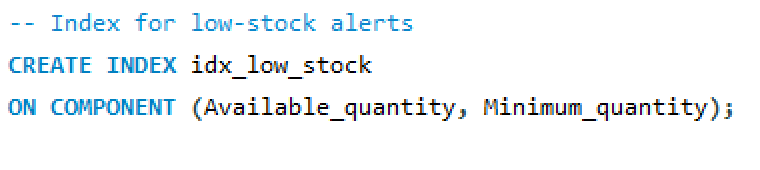 -- Index for low-stock alerts
CREATE INDEX idx_low_stock
ON COMPONENT (Available_quantity, Minimum_quantity);